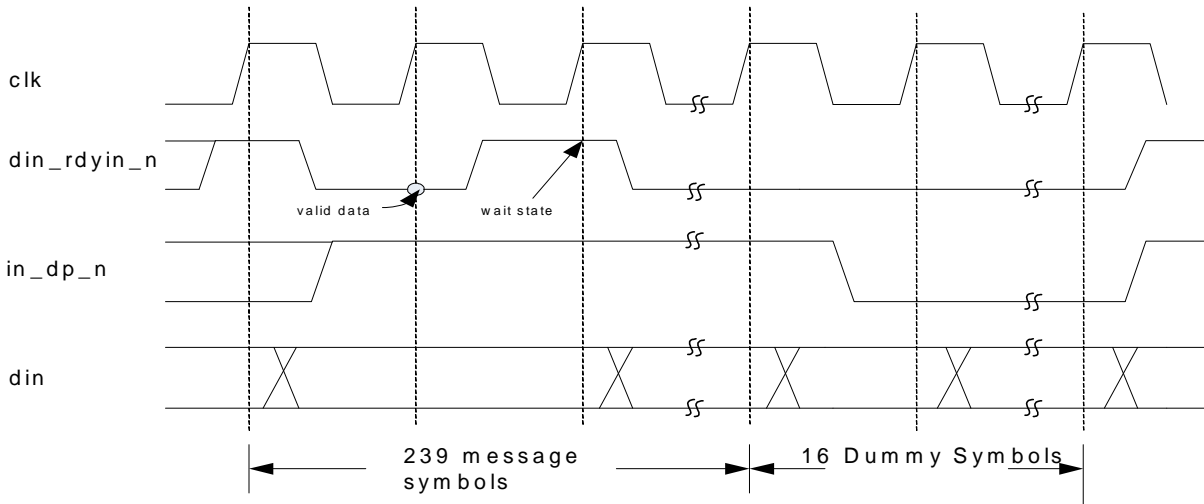 clk
din_rdyin_n
valid data
wait state
in_dp_n
din
239 message
symbols
16 Dummy Symbols